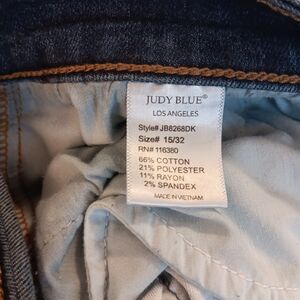 JUDY BLUE®
LOS ANGELES
Style# JB8268DK
Size# 15/32
RN# 116380
66% COTTON
21% POLYESTER
11% RAYON
2% SPANDEX
MADE IN VIETNAM